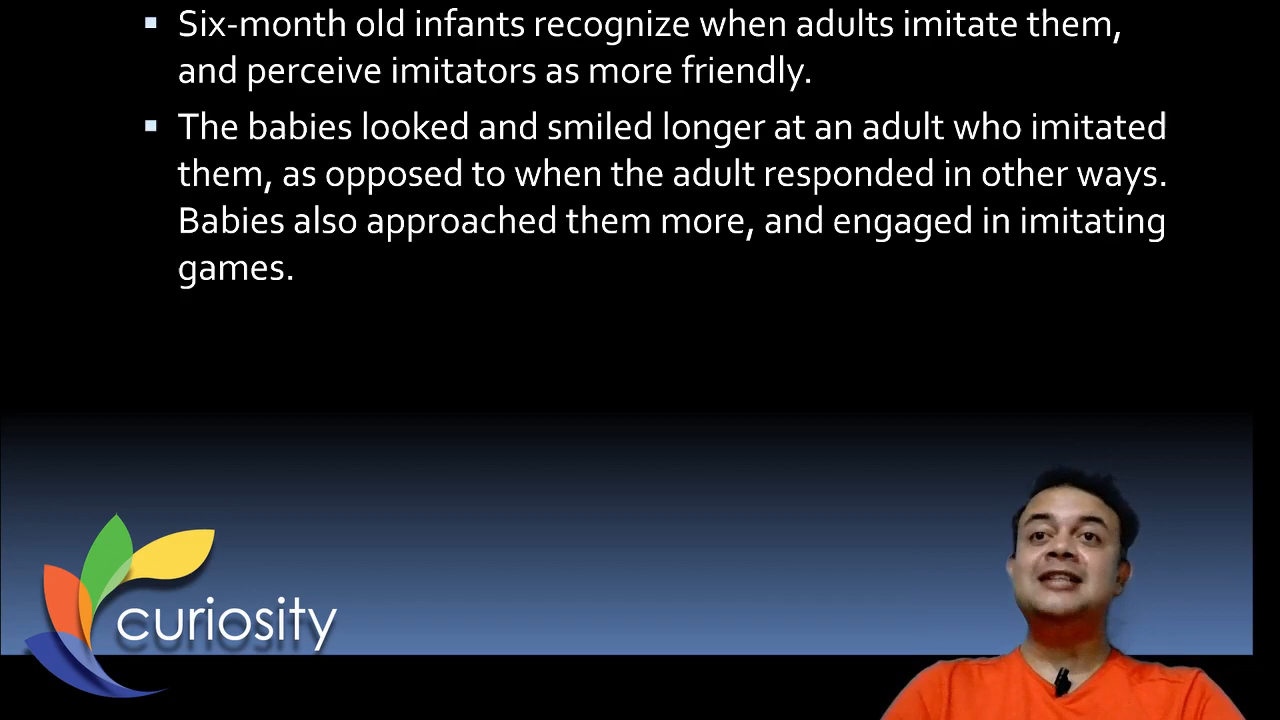 ▪ Six-month old infants recognize when adults imitate them,
and perceive imitators as more friendly.
▪ The babies looked and smiled longer at an adult who imitated
them, as opposed to when the adult responded in other ways.
Babies also approached them more, and engaged in imitating
games.
curiosity